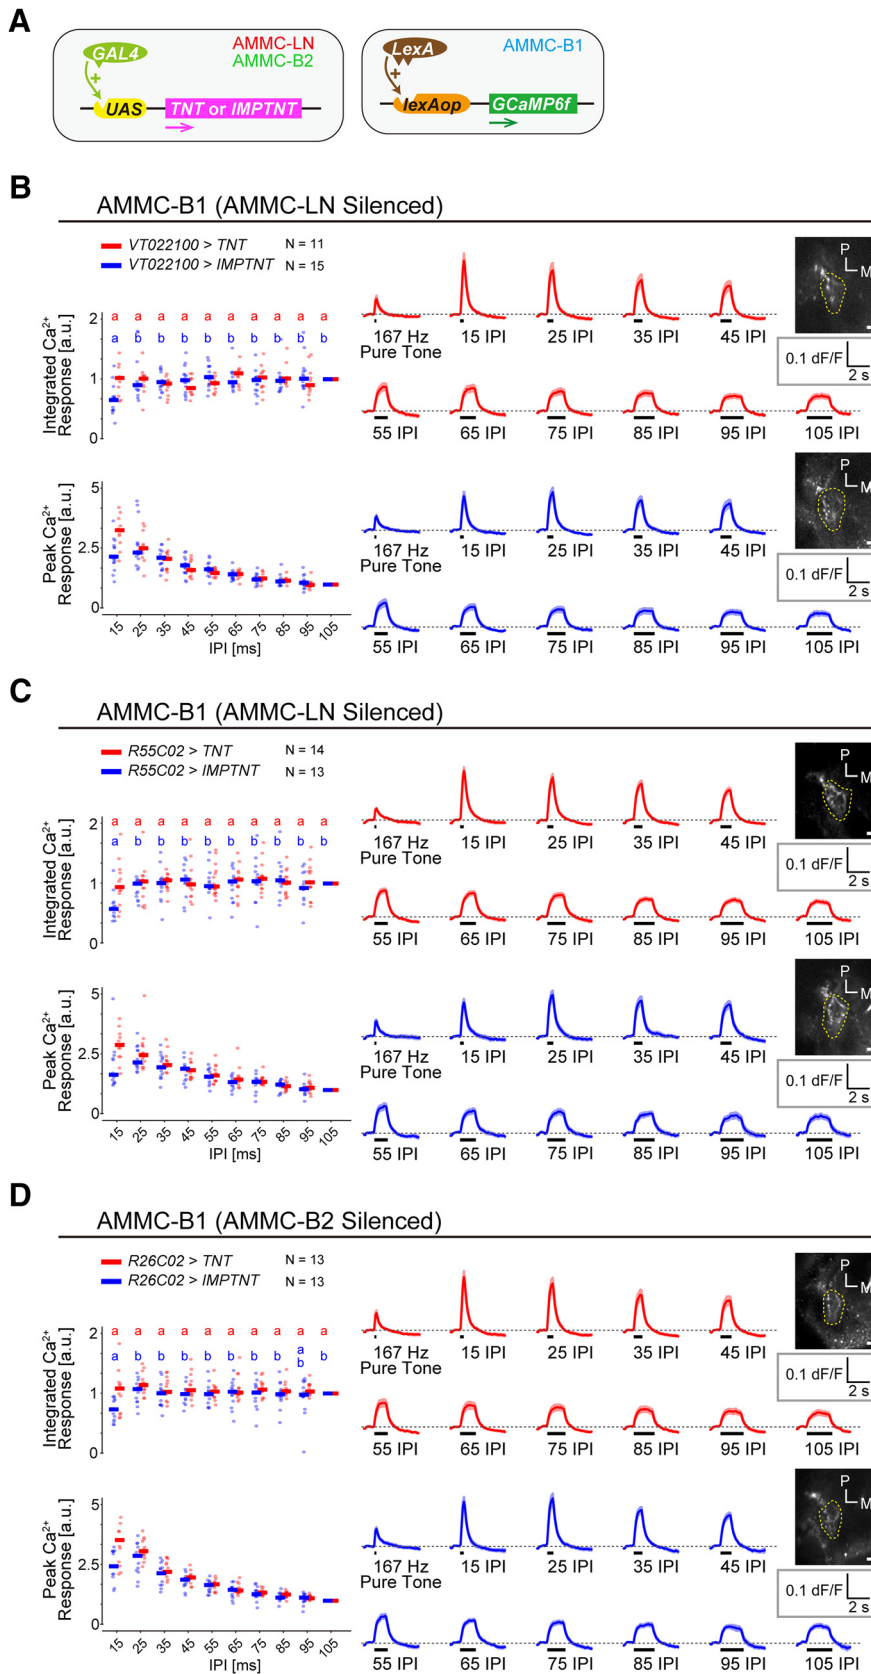 A
GAL4
AMMC-LN
AMMC-B2
+
UAS
TNT or IMPTNT
LexA
AMMC-B1
+
lexAop
GCaMP6f
B
AMMC-B1 (AMMC-LN Silenced)
VT022100 > TNT N = 11
VT022100 > IMPTNT N = 15
Integrated Ca²⁺
Response [a.u.]
2
1
0
a a a a a a a a a a
a b b b b b b b b b
Peak Ca²⁺
Response [a.u.]
5
2.5
0
15 25 35 45 55 65 75 85 95 105
IPI [ms]
167 Hz
Pure Tone
15 IPI 25 IPI 35 IPI 45 IPI
55 IPI 65 IPI 75 IPI 85 IPI 95 IPI 105 IPI
P
M
0.1 dF/F
2 s
167 Hz
Pure Tone
15 IPI 25 IPI 35 IPI 45 IPI
55 IPI 65 IPI 75 IPI 85 IPI 95 IPI 105 IPI
P
M
0.1 dF/F
2 s
C
AMMC-B1 (AMMC-LN Silenced)
R55C02 > TNT N = 14
R55C02 > IMPTNT N = 13
Integrated Ca²⁺
Response [a.u.]
2
1
0
a a a a a a a a a a
a b b b b b b b b b
Peak Ca²⁺
Response [a.u.]
5
2.5
0
15 25 35 45 55 65 75 85 95 105
IPI [ms]
167 Hz
Pure Tone
15 IPI 25 IPI 35 IPI 45 IPI
55 IPI 65 IPI 75 IPI 85 IPI 95 IPI 105 IPI
P
M
0.1 dF/F
2 s
167 Hz
Pure Tone
15 IPI 25 IPI 35 IPI 45 IPI
55 IPI 65 IPI 75 IPI 85 IPI 95 IPI 105 IPI
P
M
0.1 dF/F
2 s
D
AMMC-B1 (AMMC-B2 Silenced)
R26C02 > TNT N = 13
R26C02 > IMPTNT N = 13
Integrated Ca²⁺
Response [a.u.]
2
1
0
a a a a a a a a a a
a
a b b b b b b b b b
Peak Ca²⁺
Response [a.u.]
5
2.5
0
15 25 35 45 55 65 75 85 95 105
IPI [ms]
167 Hz
Pure Tone
15 IPI 25 IPI 35 IPI 45 IPI
55 IPI 65 IPI 75 IPI 85 IPI 95 IPI 105 IPI
P
M
0.1 dF/F
2 s
167 Hz
Pure Tone
15 IPI 25 IPI 35 IPI 45 IPI
55 IPI 65 IPI 75 IPI 85 IPI 95 IPI 105 IPI
P
M
0.1 dF/F
2 s